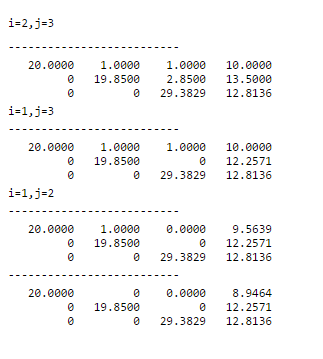 i=2,j=3
--------------------------
20.0000 1.0000 1.0000 10.0000
0 19.8500 2.8500 13.5000
0 0 29.3829 12.8136
i=1,j=3
--------------------------
20.0000 1.0000 1.0000 10.0000
0 19.8500 0 12.2571
0 0 29.3829 12.8136
i=1,j=2
--------------------------
20.0000 1.0000 0.0000 9.5639
0 19.8500 0 12.2571
0 0 29.3829 12.8136
--------------------------
20.0000 0 0.0000 8.9464
0 19.8500 0 12.2571
0 0 29.3829 12.8136